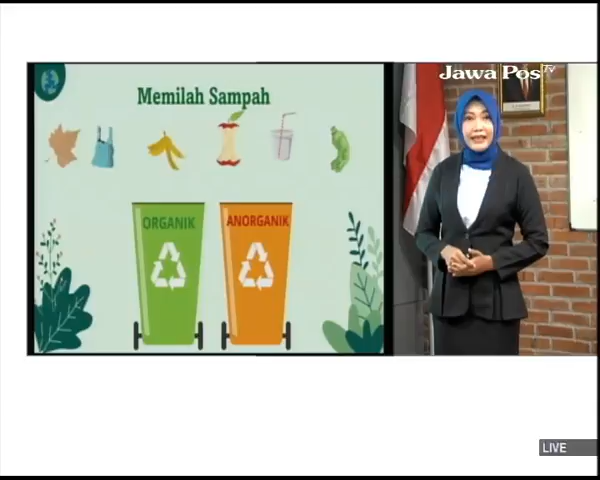 Jawa Pos TV
Memilah Sampah
ORGANIK
ANORGANIK
LIVE